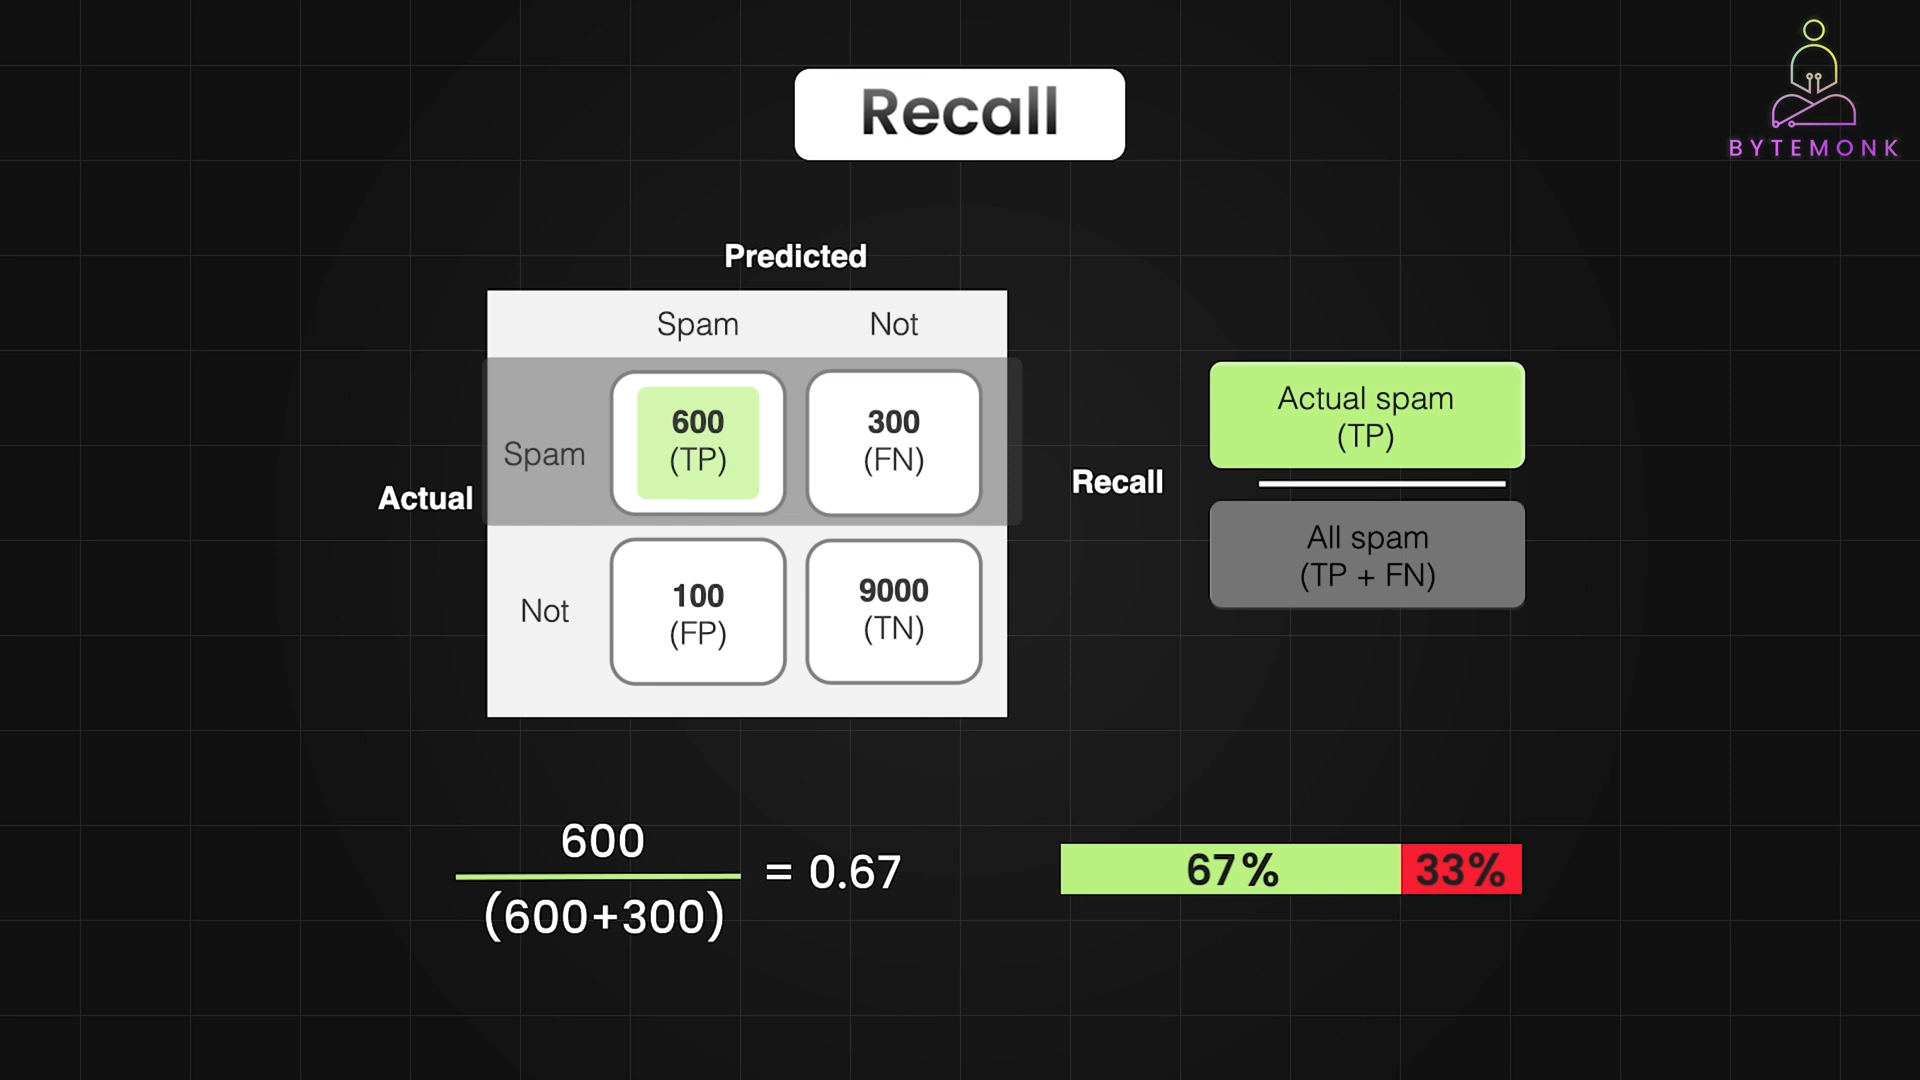 Recall
BYTEMONK
Predicted
Spam Not
Spam
600
(TP)
300
(FN)
Actual
Not
100
(FP)
9000
(TN)
Recall
Actual spam
(TP)
All spam
(TP + FN)
600
(600+300)
= 0.67
67%
33%